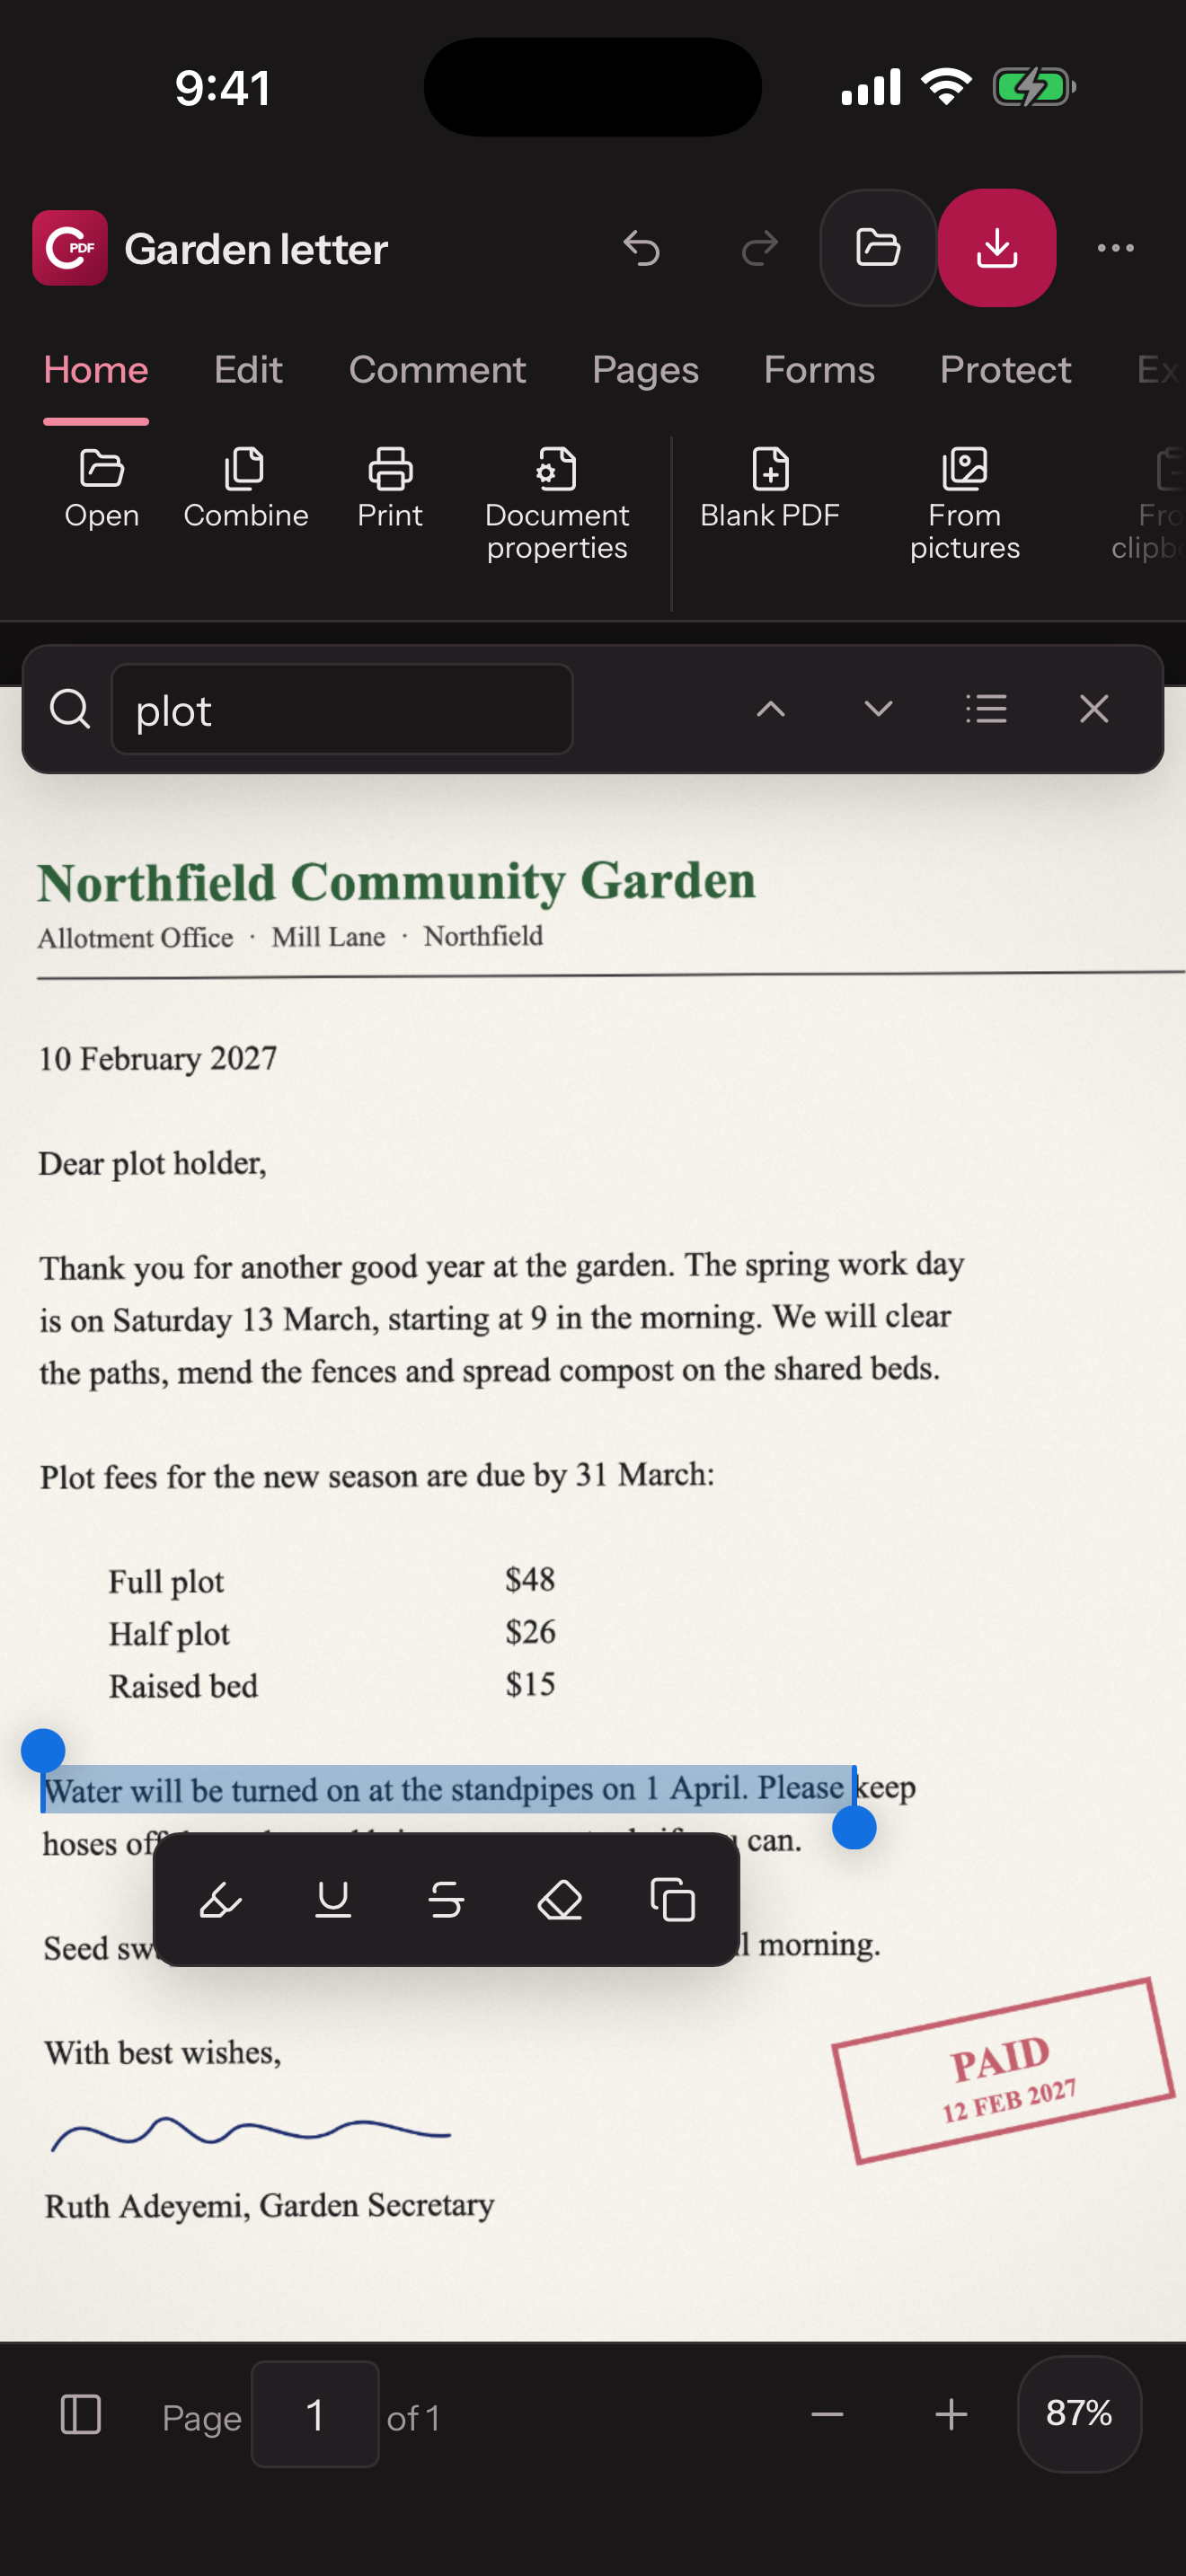 9:41
PDF
Garden letter
Home Edit Comment Pages Forms Protect Ex
Open Combine Print Document properties Blank PDF From pictures
plot
Northfield Community Garden
Allotment Office · Mill Lane · Northfield
10 February 2027
Dear plot holder,
Thank you for another good year at the garden. The spring work day
is on Saturday 13 March, starting at 9 in the morning. We will clear
the paths, mend the fences and spread compost on the shared beds.
Plot fees for the new season are due by 31 March:
Full plot $48
Half plot $26
Raised bed $15
Water will be turned on at the standpipes on 1 April. Please keep
hoses can.
Seed morning.
With best wishes,
PAID
12 FEB 2027
Ruth Adeyemi, Garden Secretary
Page 1 of 1
87%